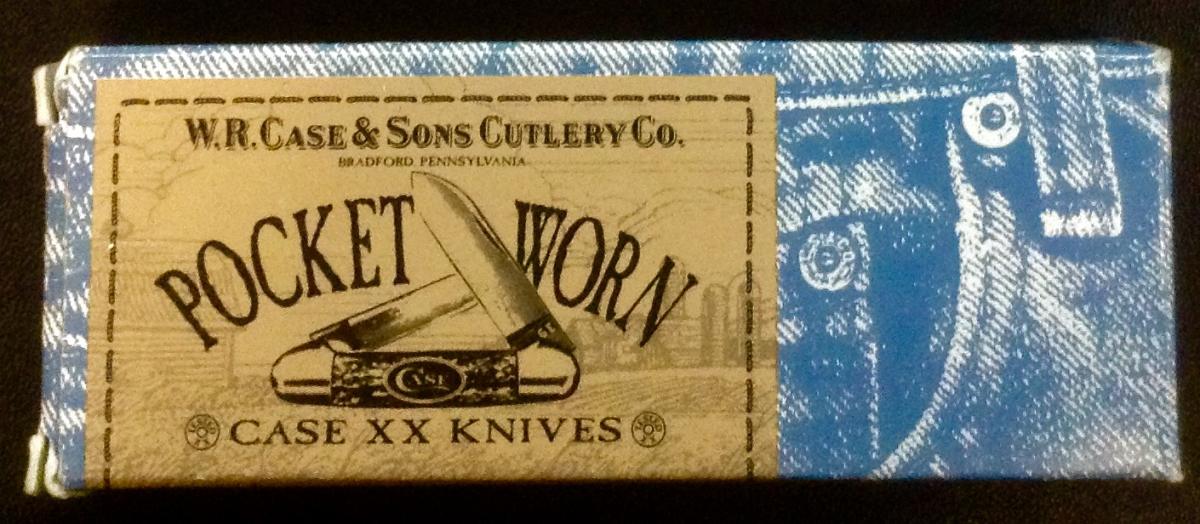 W.R. CASE & SONS CUTLERY CO.
BRADFORD PENNSYLVANIA
POCKET WORN
CASE
CASE XX KNIVES